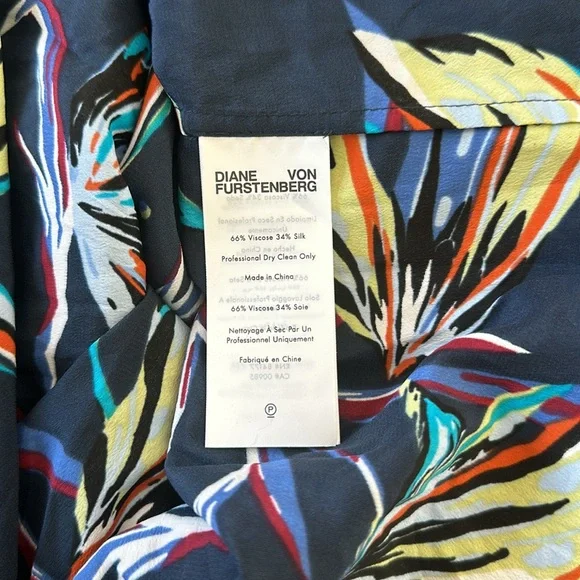 DIANE VON
FURSTENBERG
66% Viscose 34% Silk
Professional Dry Clean Only
Made in China
66% Viscose 34% Soie
Nettoyage À Sec Par Un
Professionnel Uniquement
Fabriqué en Chine
P